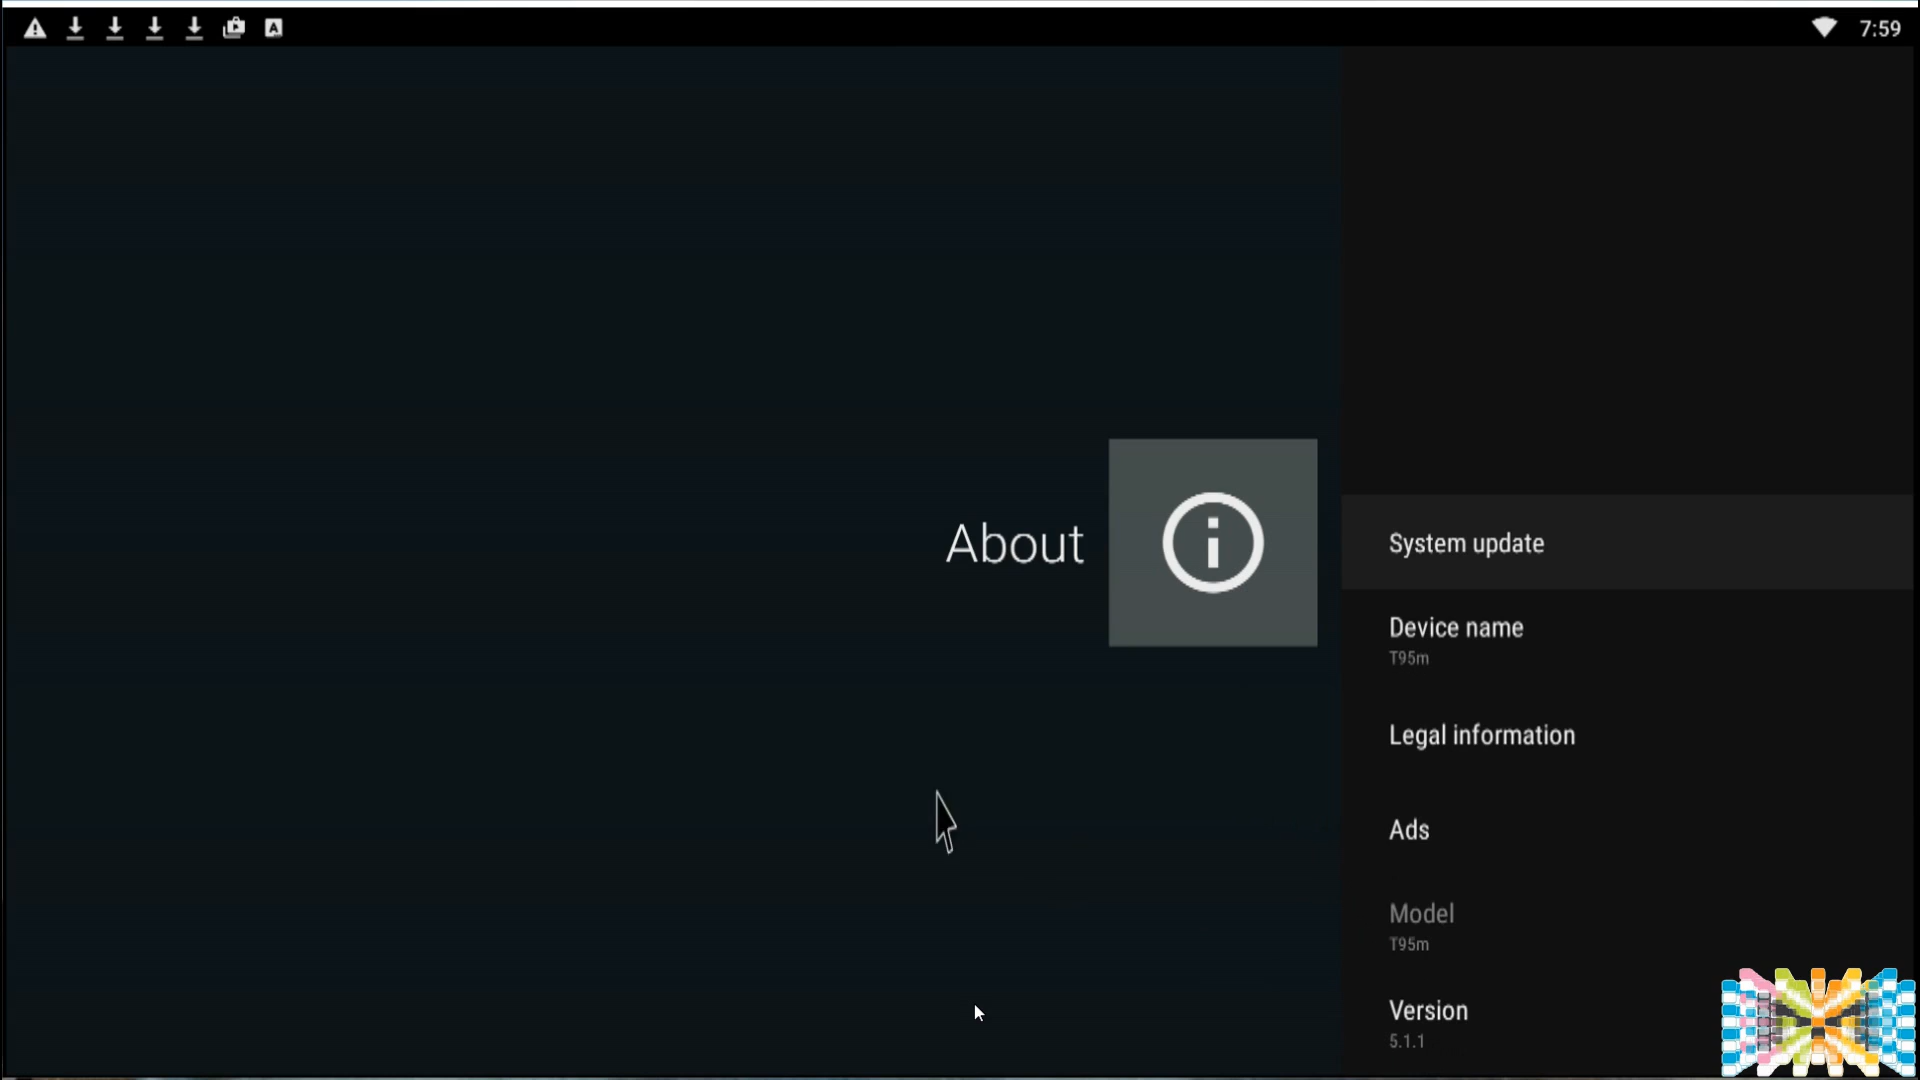 7:59
About
System update
Device name
T95m
Legal information
Ads
Model
T95m
Version
5.1.1